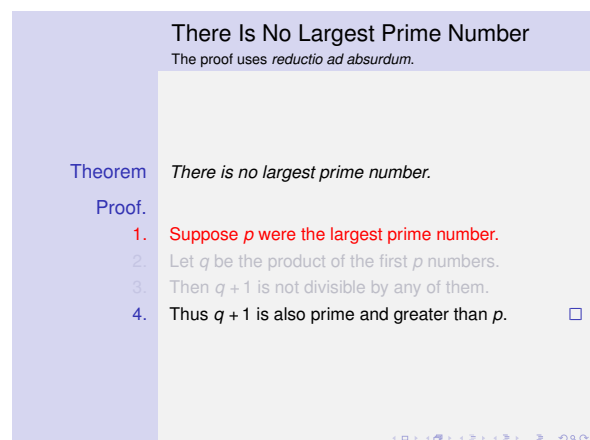 There Is No Largest Prime Number
The proof uses reductio ad absurdum.
Theorem There is no largest prime number.
Proof.
1. Suppose p were the largest prime number.
2. Let q be the product of the first p numbers.
3. Then q + 1 is not divisible by any of them.
4. Thus q + 1 is also prime and greater than p. □